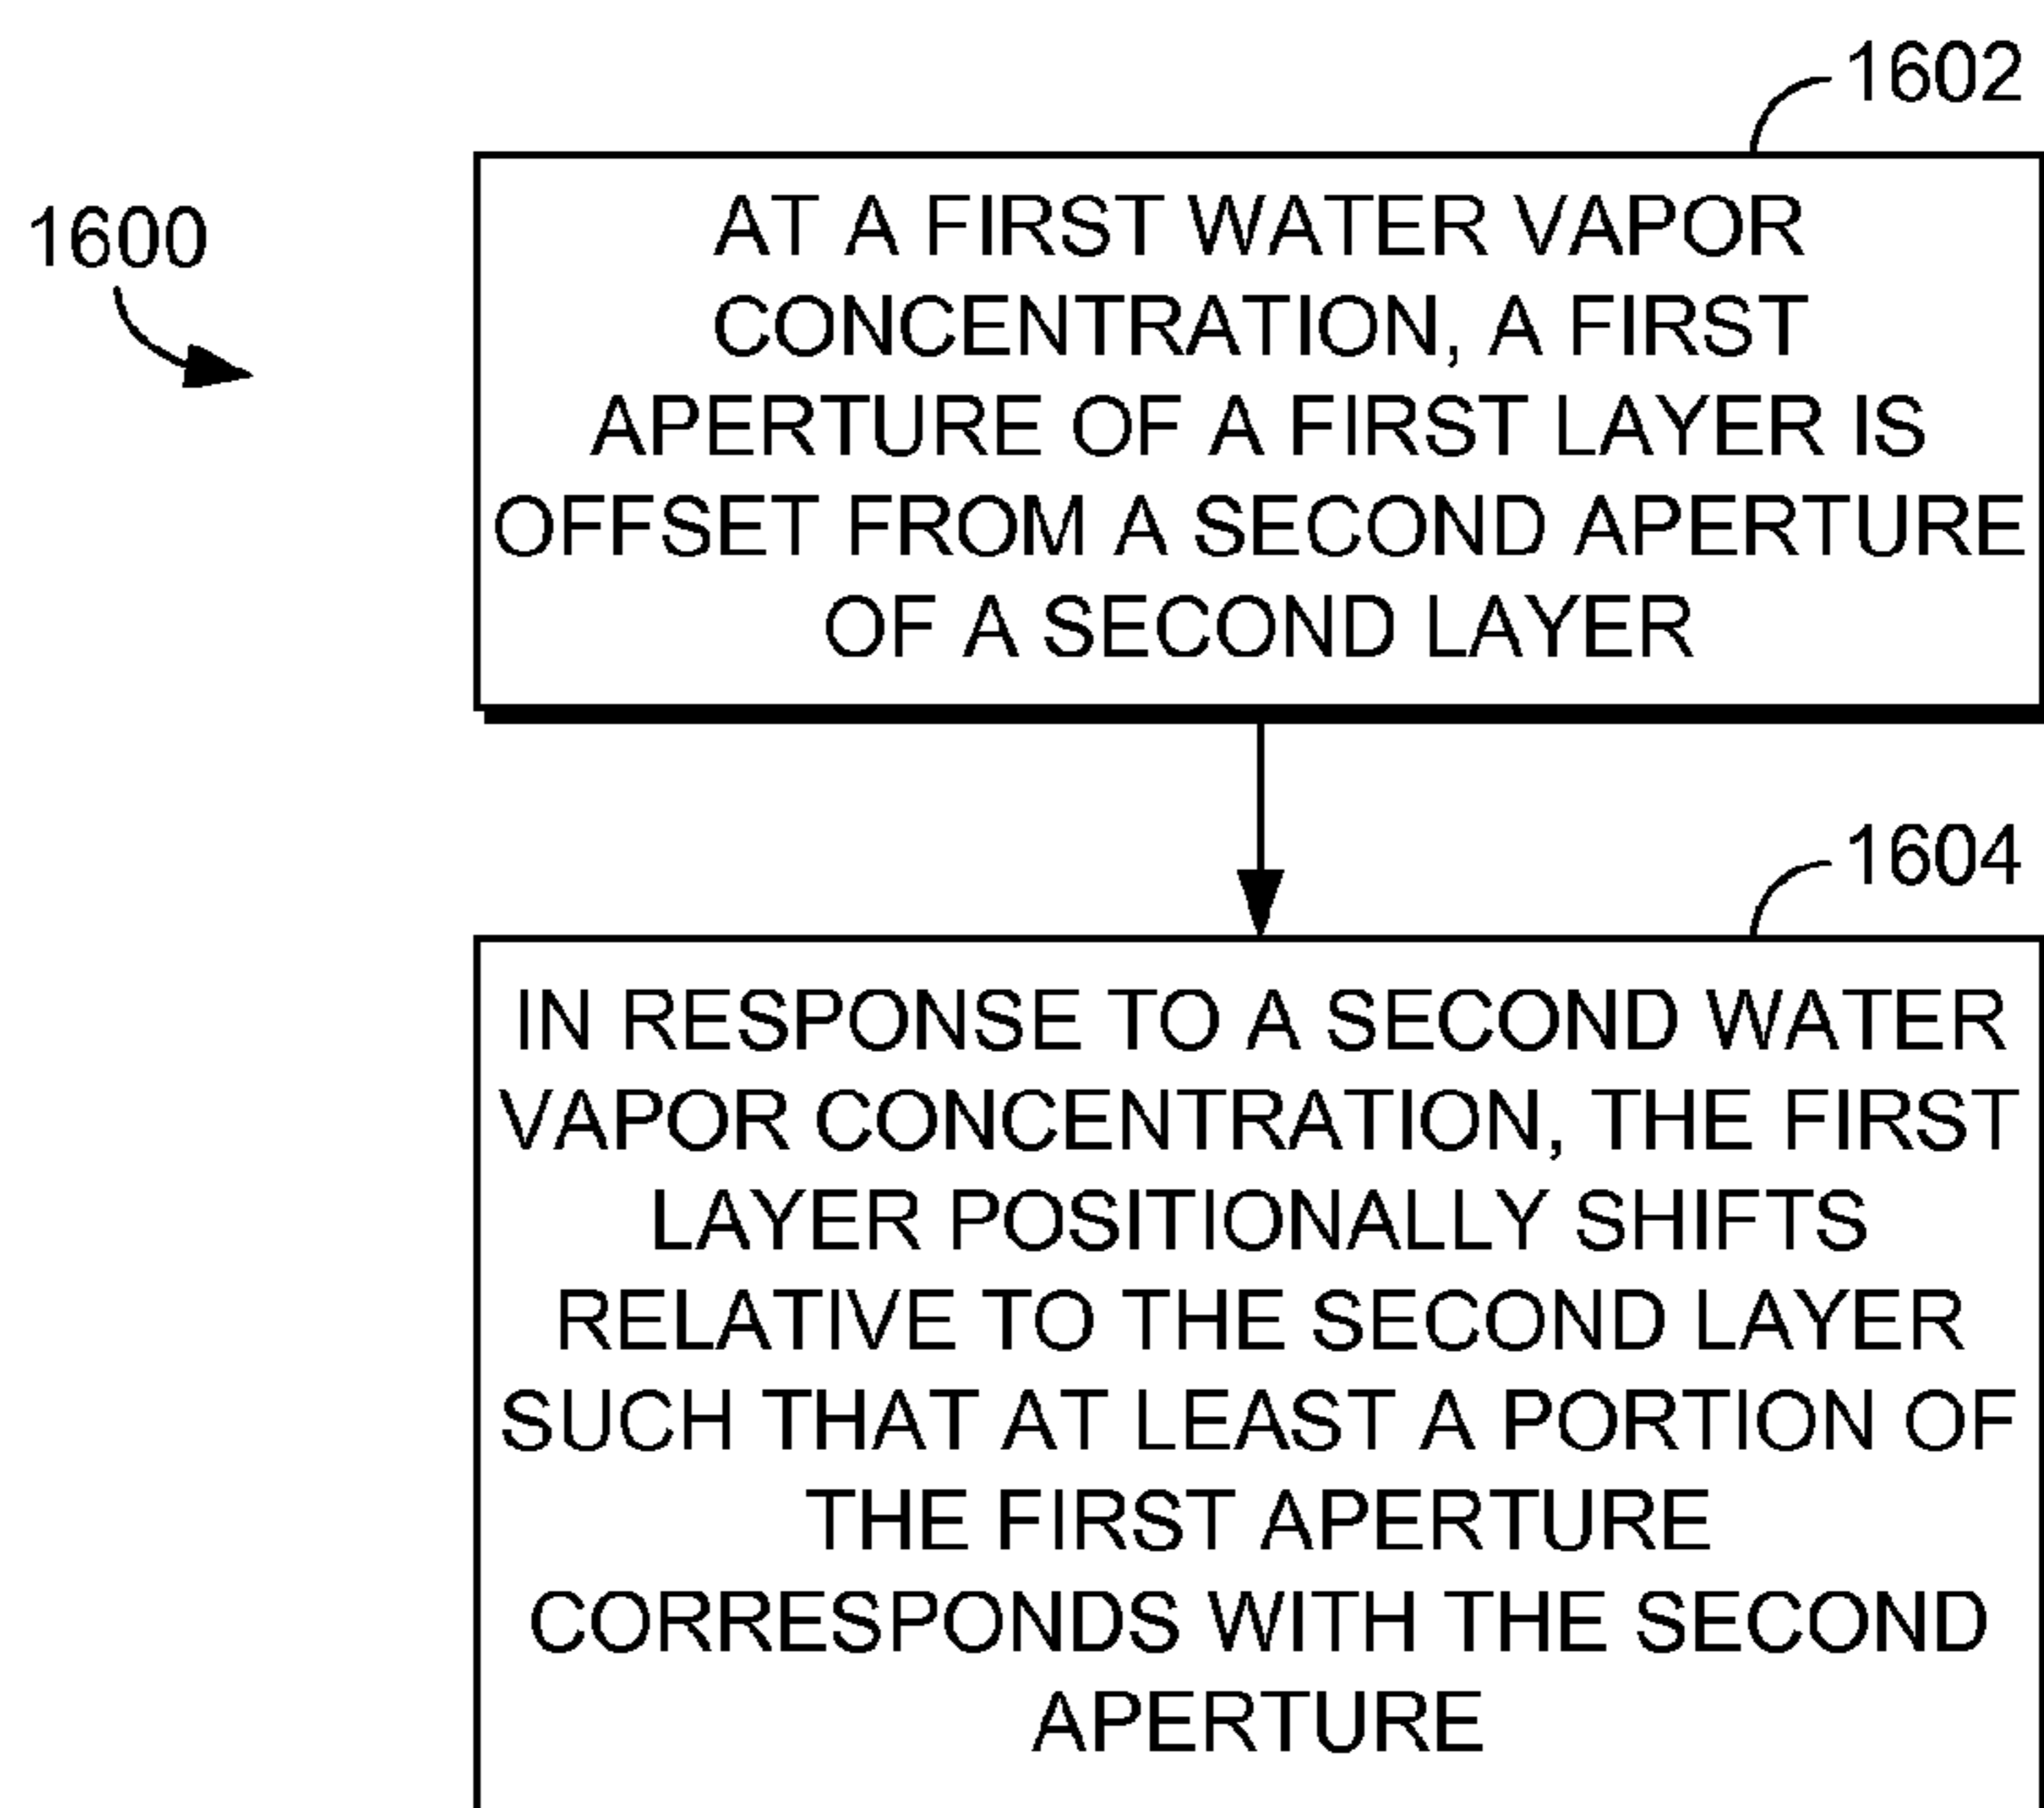 1600
1602
AT A FIRST WATER VAPOR
CONCENTRATION, A FIRST
APERTURE OF A FIRST LAYER IS
OFFSET FROM A SECOND APERTURE
OF A SECOND LAYER
1604
IN RESPONSE TO A SECOND WATER
VAPOR CONCENTRATION, THE FIRST
LAYER POSITIONALLY SHIFTS
RELATIVE TO THE SECOND LAYER
SUCH THAT AT LEAST A PORTION OF
THE FIRST APERTURE
CORRESPONDS WITH THE SECOND
APERTURE